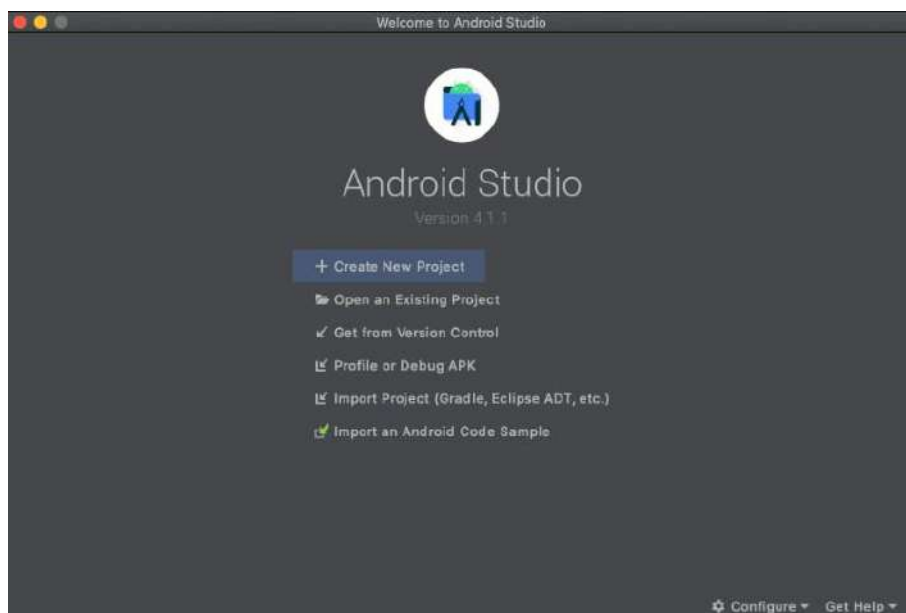 Welcome to Android Studio
Android Studio
Version 4.1.1
+ Create New Project
Open an Existing Project
Get from Version Control
Profile or Debug APK
Import Project (Gradle, Eclipse ADT, etc.)
Import an Android Code Sample
Configure Get Help